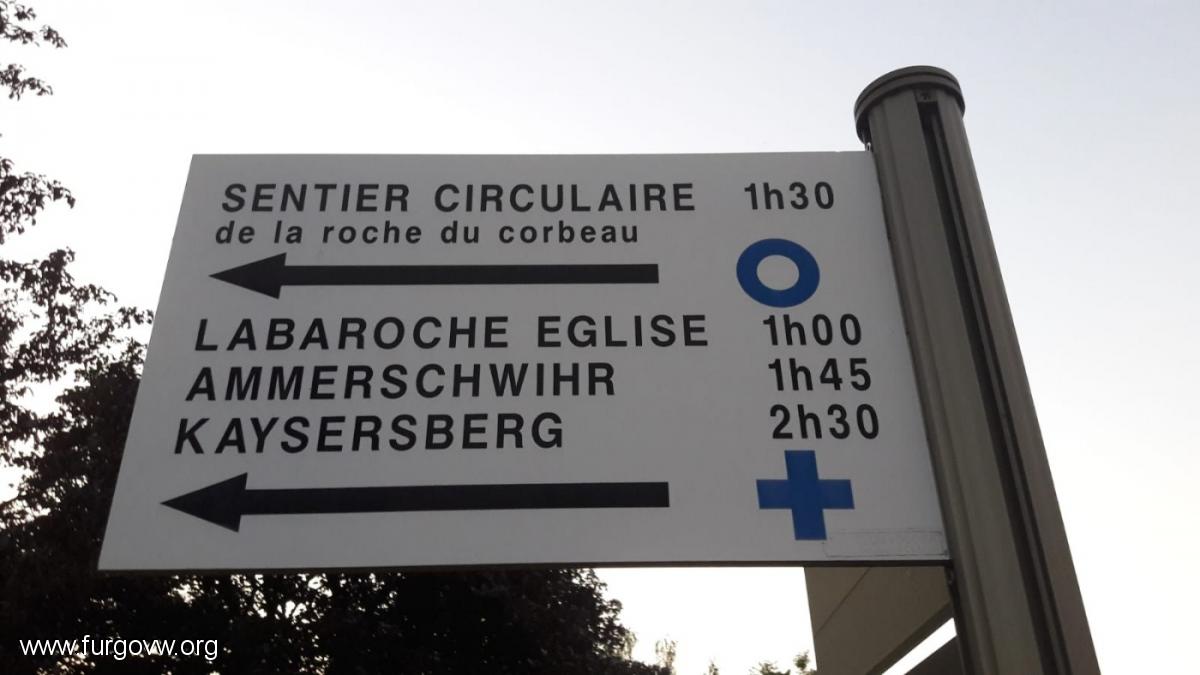 SENTIER CIRCULAIRE 1h30
de la roche du corbeau
LABAROCHE EGLISE 1h00
AMMERSCHWIHR 1h45
KAYSERSBERG 2h30
www.furgovw.org